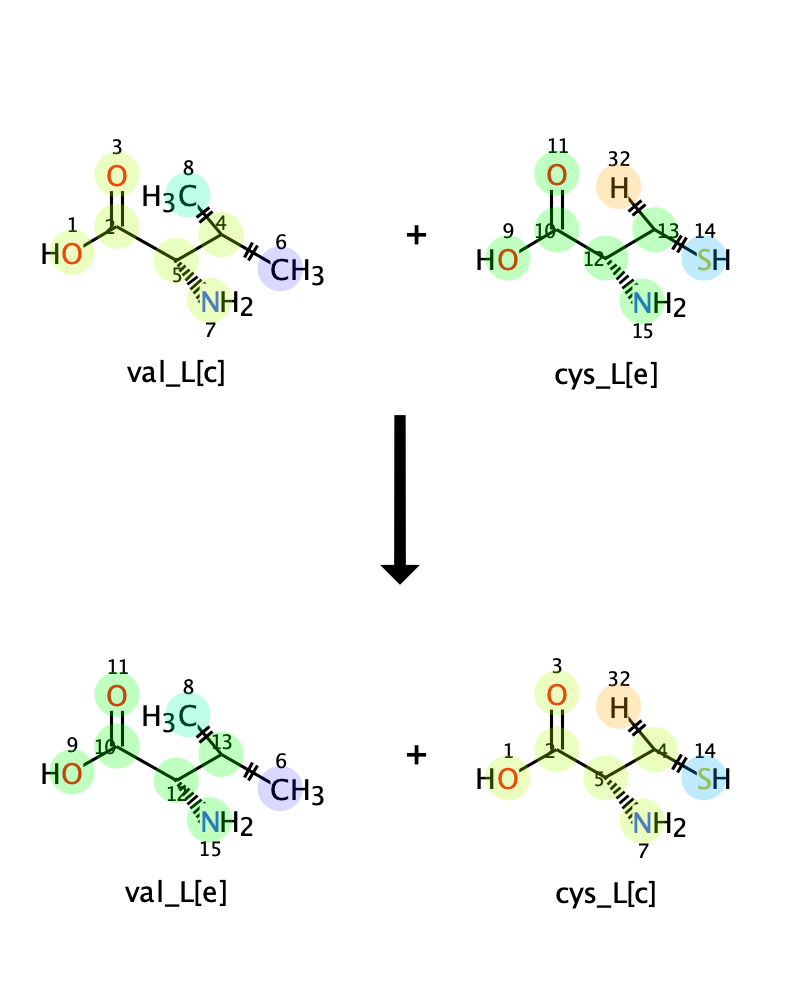 3 8 11 32
O H3C O H
1 2 4 6 9 10 13 14
HO CH3 + HO SH
5 NH2 12 NH2
7 15
val_L[c] cys_L[e]
11 8 3 32
O H3C O H
9 10 13 6 1 2 4 14
HO CH3 + HO SH
12 NH2 5 NH2
15 7
val_L[e] cys_L[c]